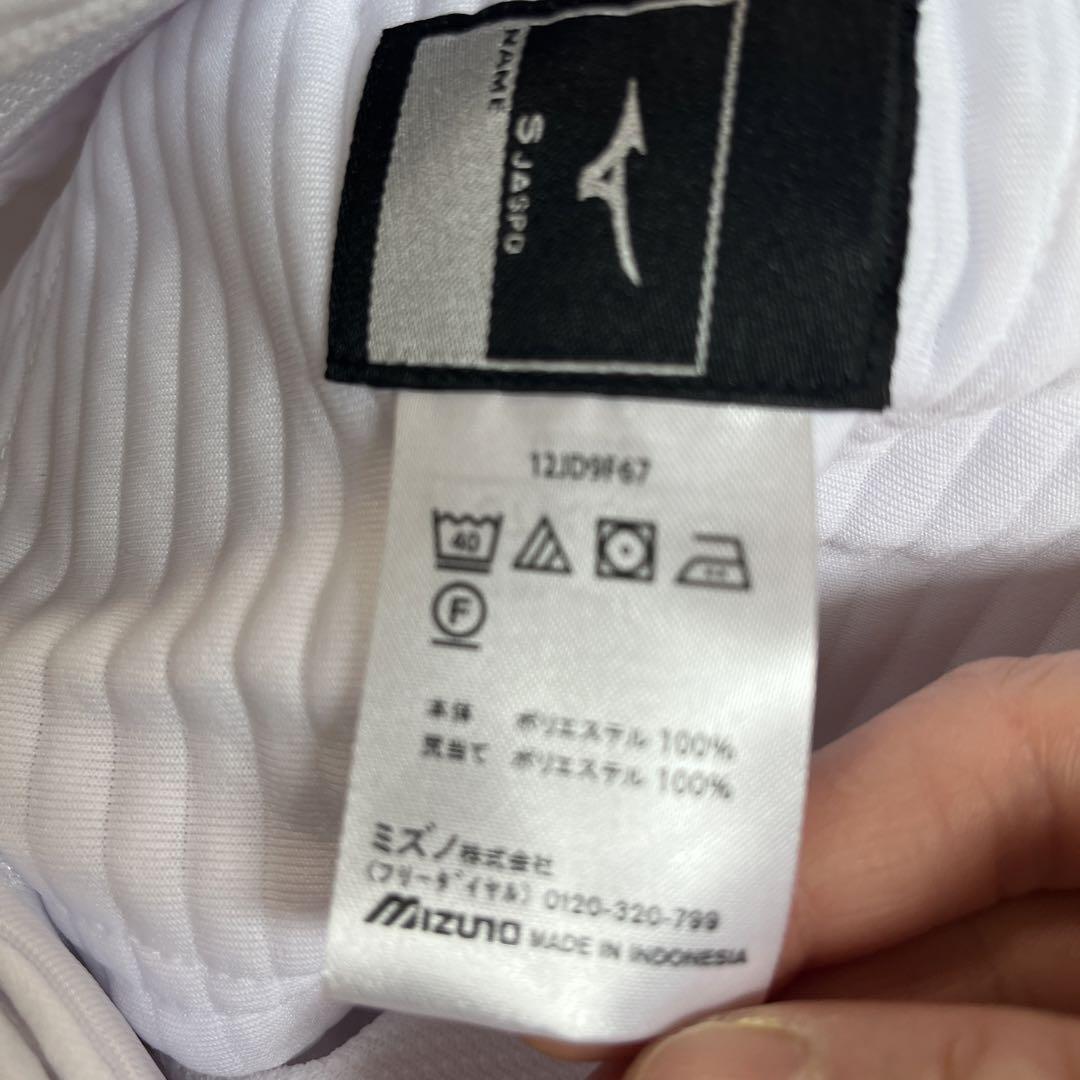 NAME
S JASPO
12JD9F67
40
F
本体 ポリエステル 100%
尻当て ポリエステル 100%
ミズノ株式会社
(フリーダイヤル) 0120-320-799
MIZUNO MADE IN INDONESIA